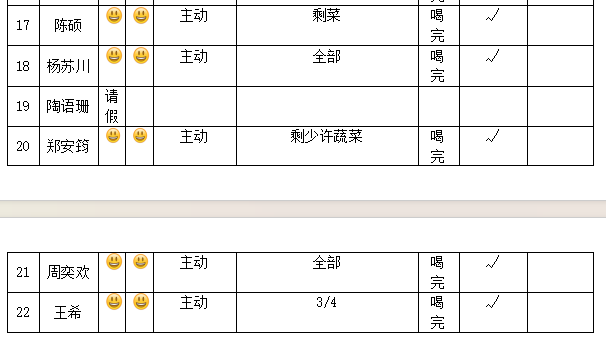 完
17 陈硕 😃 😃 主动 剩菜 喝完 ✓
18 杨苏川 😃 😃 主动 全部 喝完 ✓
19 陶语珊 请假
20 郑安筠 😃 😃 主动 剩少许蔬菜 喝完 ✓
21 周奕欢 😃 😃 主动 全部 喝完 ✓
22 王希 😃 😃 主动 3/4 喝完 ✓